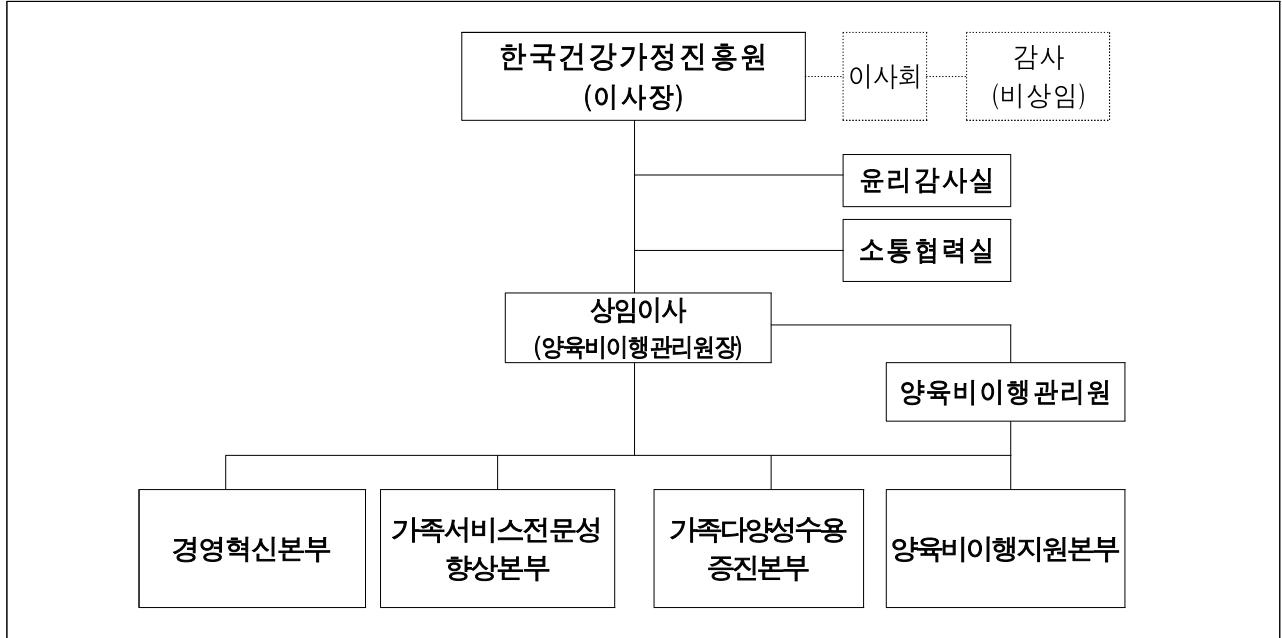 한국건강가정진흥원
(이사장)
이사회
감사
(비상임)
윤리감사실
소통협력실
상임이사
(양육비이행관리원장)
양육비이행관리원
경영혁신본부
가족서비스전문성
향상본부
가족다양성수용
증진본부
양육비이행지원본부